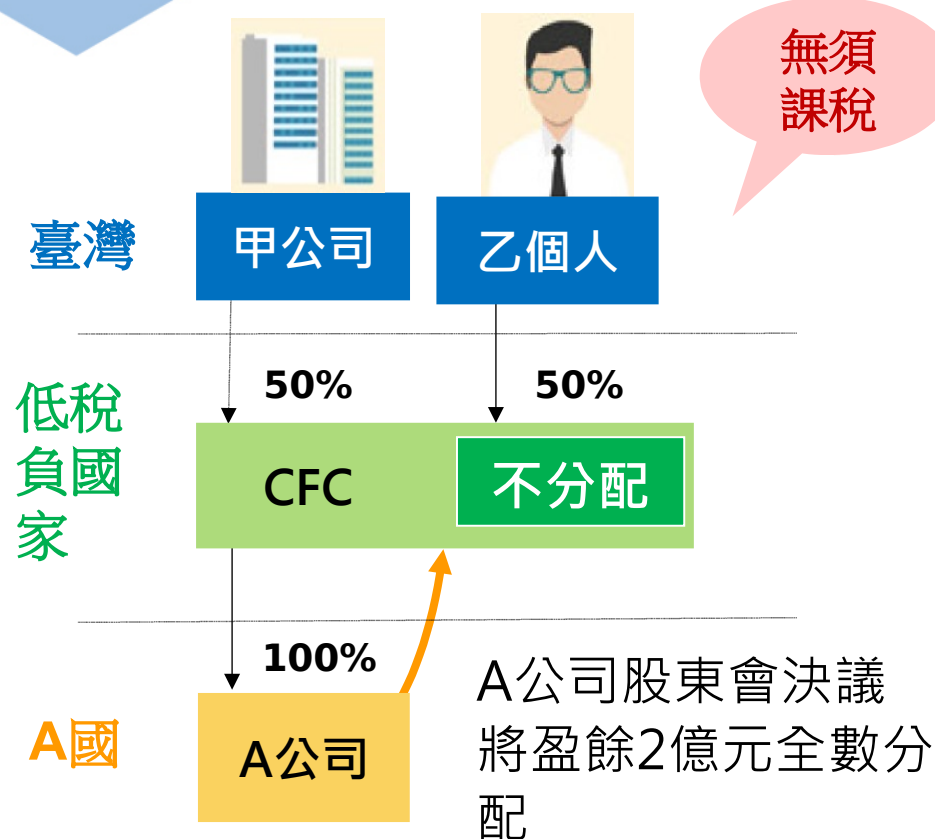 無須
課稅
臺灣
甲公司
乙個人
50%
50%
低稅
負國
家
CFC
不分配
100%
A國
A公司
A公司股東會決議
將盈餘2億元全數分
配